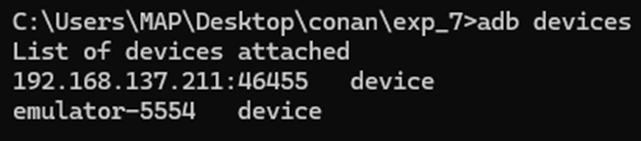 C:\Users\MAP\Desktop\conan\exp_7>adb devices
List of devices attached
192.168.137.211:46455   device
emulator-5554   device